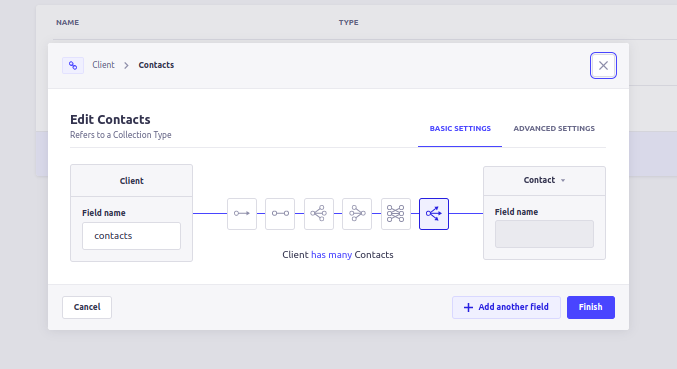 NAME TYPE
Client Contacts
Edit Contacts
Refers to a Collection Type
BASIC SETTINGS ADVANCED SETTINGS
Client
Contact
Field name
contacts
Field name
Client has many Contacts
Cancel
Add another field
Finish